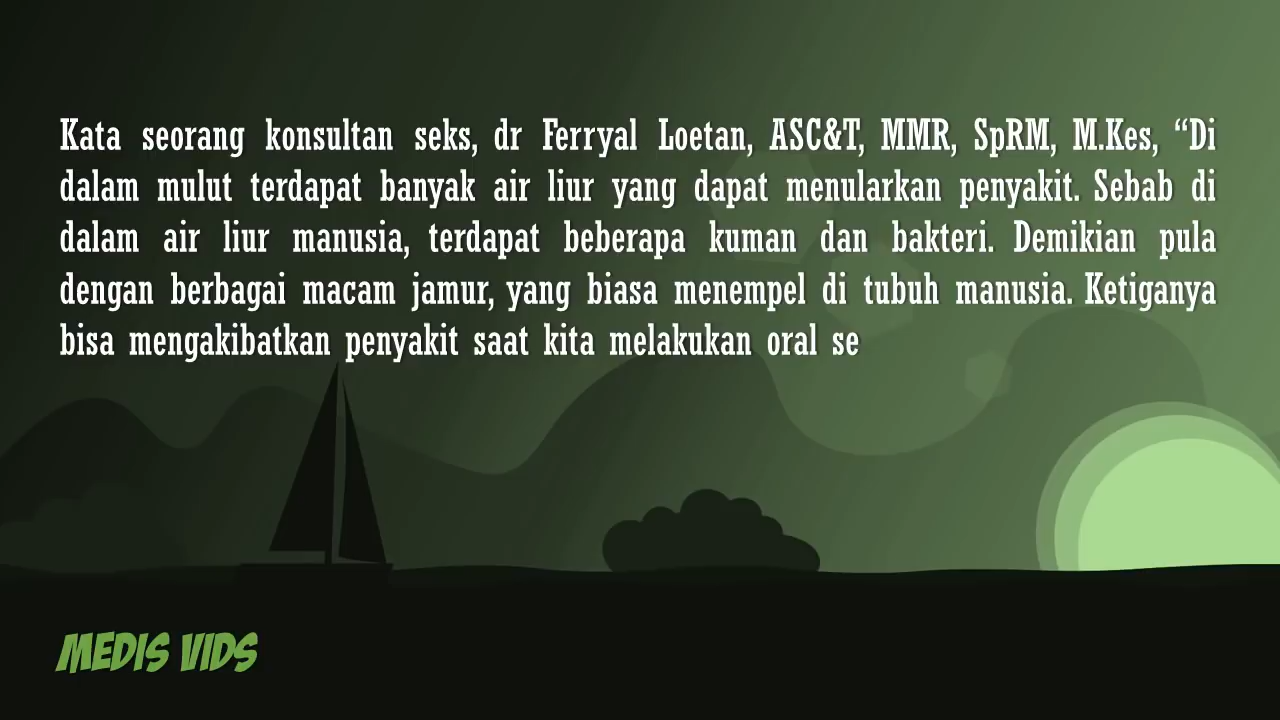 Kata seorang konsultan seks, dr Ferryal Loetan, ASC&T, MMR, SpRM, M.Kes, “Di
dalam mulut terdapat banyak air liur yang dapat menularkan penyakit. Sebab di
dalam air liur manusia, terdapat beberapa kuman dan bakteri. Demikian pula
dengan berbagai macam jamur, yang biasa menempel di tubuh manusia. Ketiganya
bisa mengakibatkan penyakit saat kita melakukan oral se
MEDIS VIDS